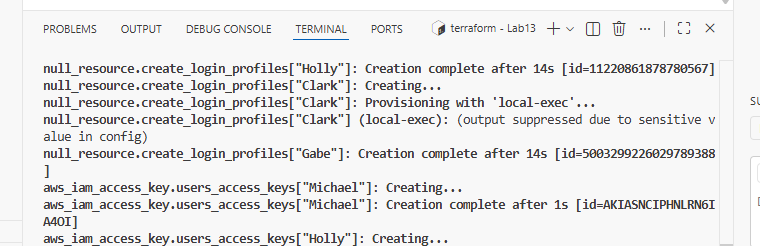 PROBLEMS OUTPUT DEBUG CONSOLE TERMINAL PORTS terraform - Lab13
null_resource.create_login_profiles["Holly"]: Creation complete after 14s [id=11220861878780567]
null_resource.create_login_profiles["Clark"]: Creating...
null_resource.create_login_profiles["Clark"]: Provisioning with 'local-exec'...
null_resource.create_login_profiles["Clark"] (local-exec): (output suppressed due to sensitive v
alue in config)
null_resource.create_login_profiles["Gabe"]: Creation complete after 14s [id=5003299226029789388
]
aws_iam_access_key.users_access_keys["Michael"]: Creating...
aws_iam_access_key.users_access_keys["Michael"]: Creation complete after 1s [id=AKIASNCIPHNLRN6I
A4OI]
aws_iam_access_key.users_access_keys["Holly"]: Creating...